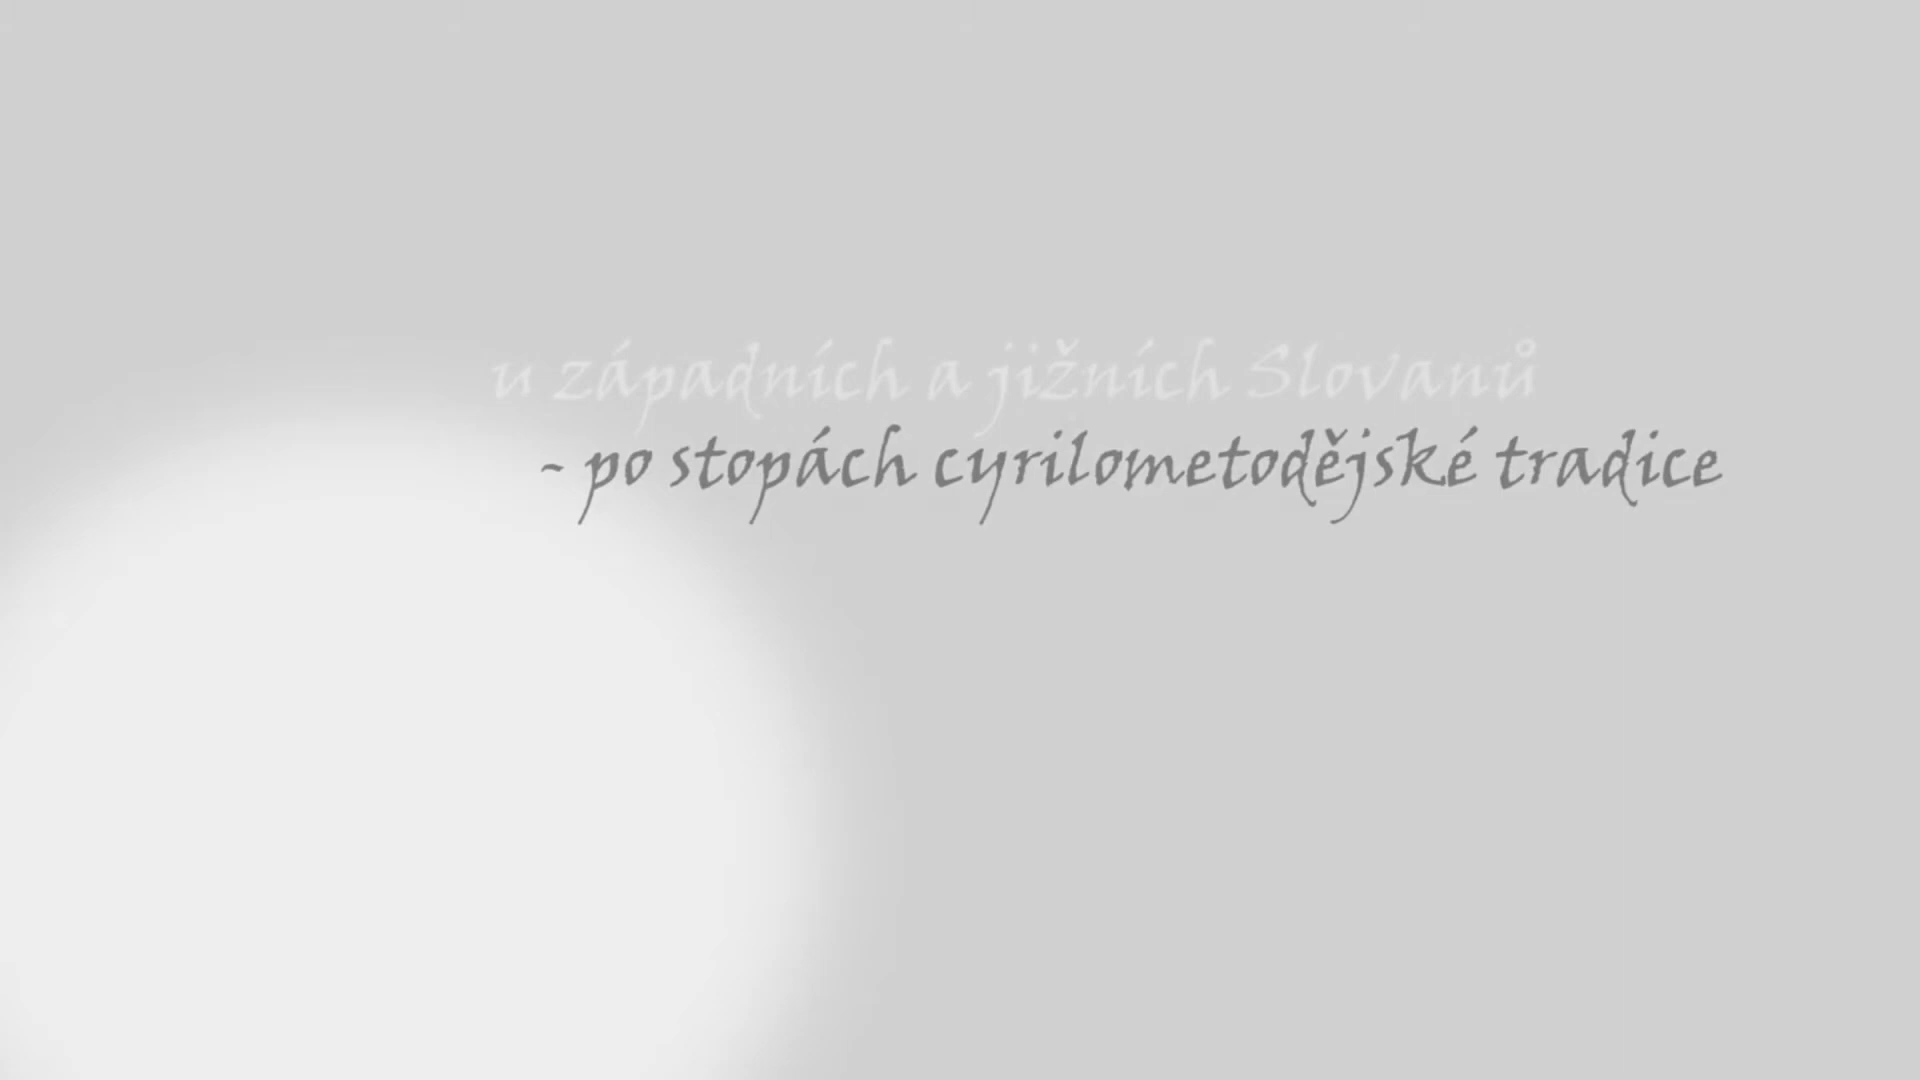 u západních a jižních Slovanů
- po stopách cyrilometodějské tradice